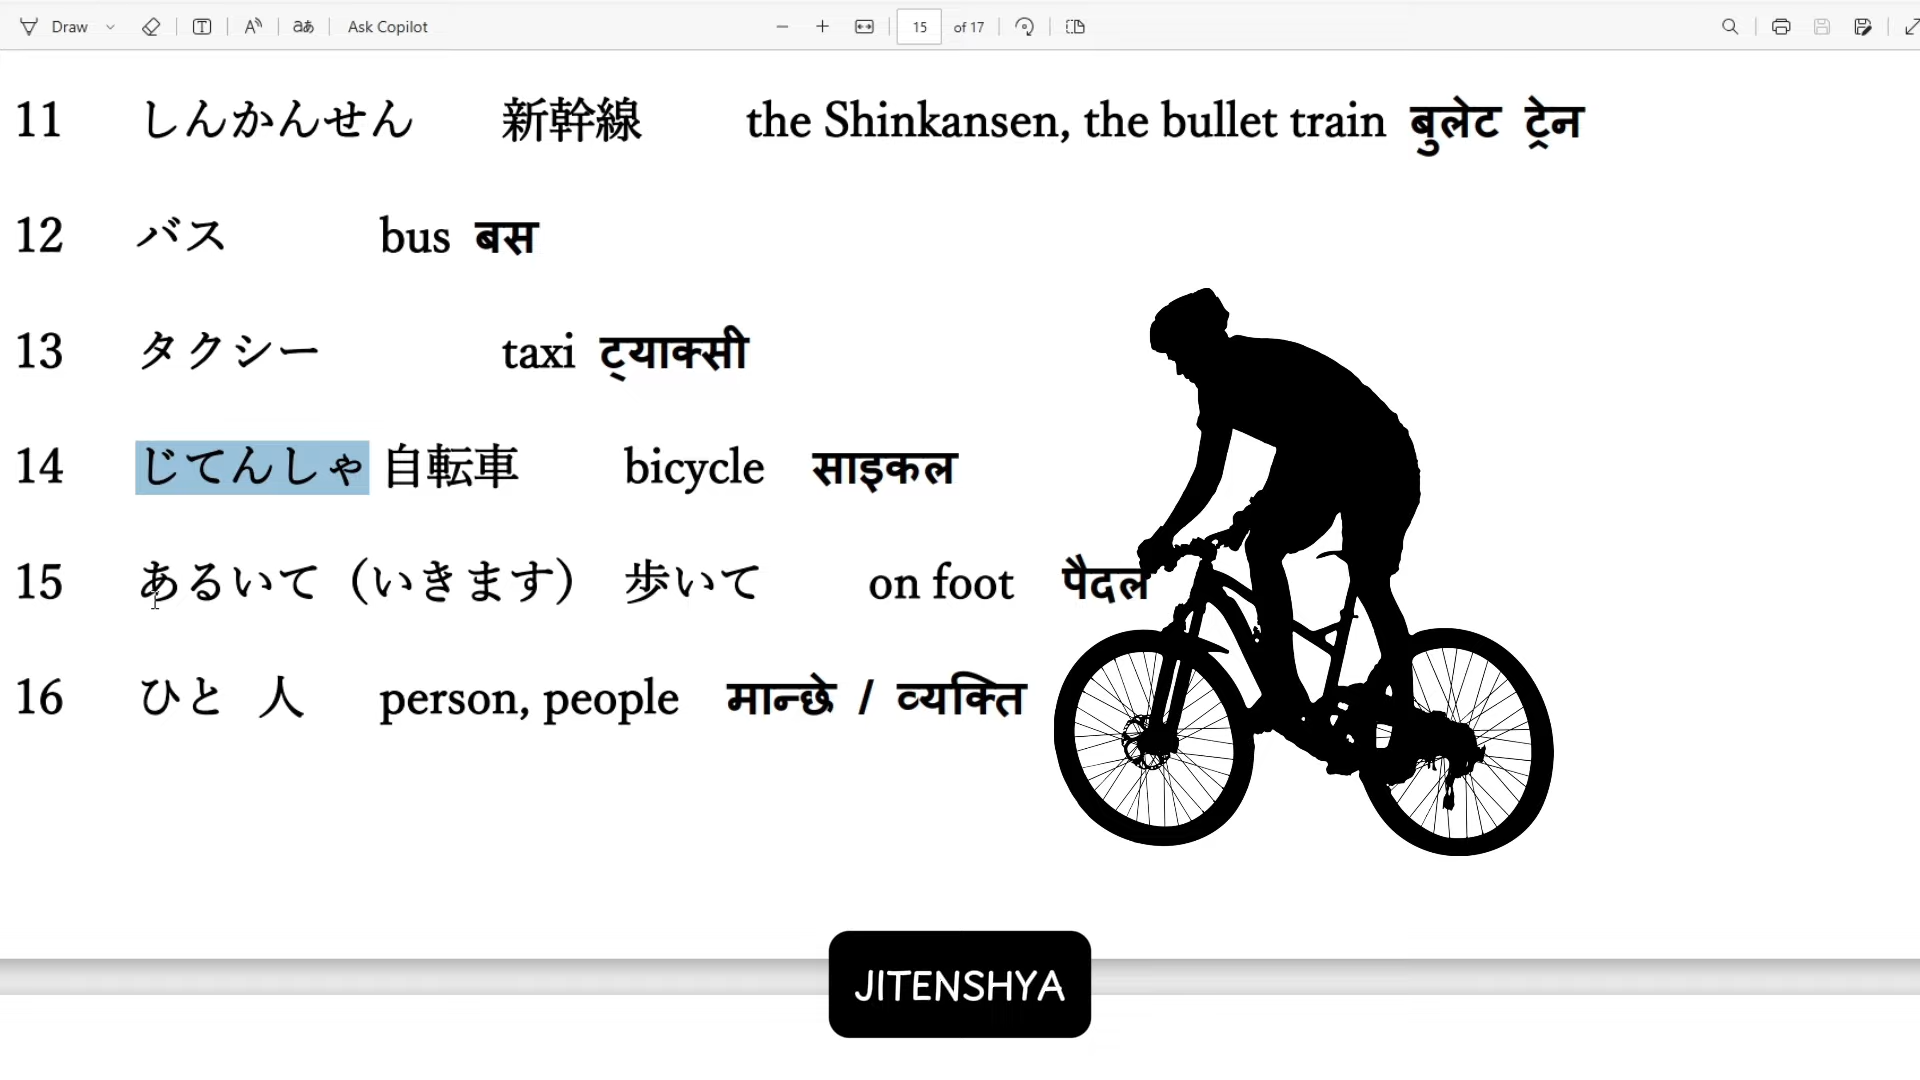 Draw aあ Ask Copilot 15 of 17
11 しんかんせん 新幹線 the Shinkansen, the bullet train बुलेट ट्रेन
12 バス bus बस
13 タクシー taxi ट्याक्सी
14 じてんしゃ 自転車 bicycle साइकल
15 あるいて（いきます） 歩いて on foot पैदल
16 ひと 人 person, people मान्छे / व्यक्ति
JITENSHYA